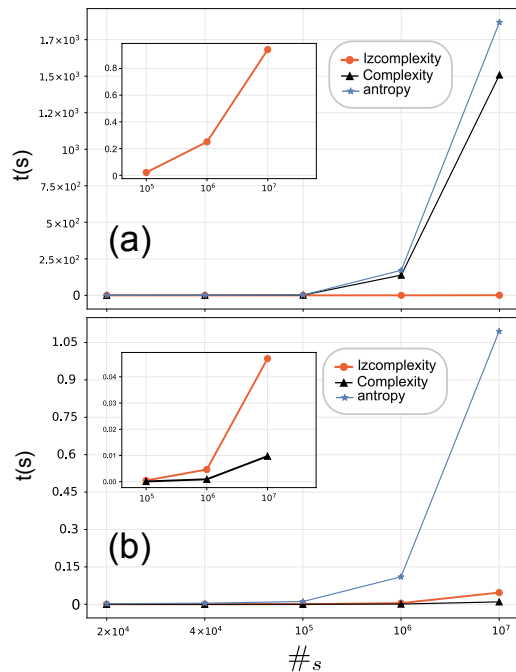 1.7×10³
1.5×10³
1×10³
7.5×10²
5×10²
2.5×10²
0
t(s)
0.8
0.6
0.4
0.2
0
10⁵ 10⁶ 10⁷
lzcomplexity
Complexity
antropy
(a)
1.05
0.9
0.75
0.6
0.45
0.3
0.15
0
t(s)
0.04
0.03
0.02
0.01
0.00
10⁵ 10⁶ 10⁷
lzcomplexity
Complexity
antropy
(b)
2×10⁴ 4×10⁴ 10⁵ 10⁶ 10⁷
#s